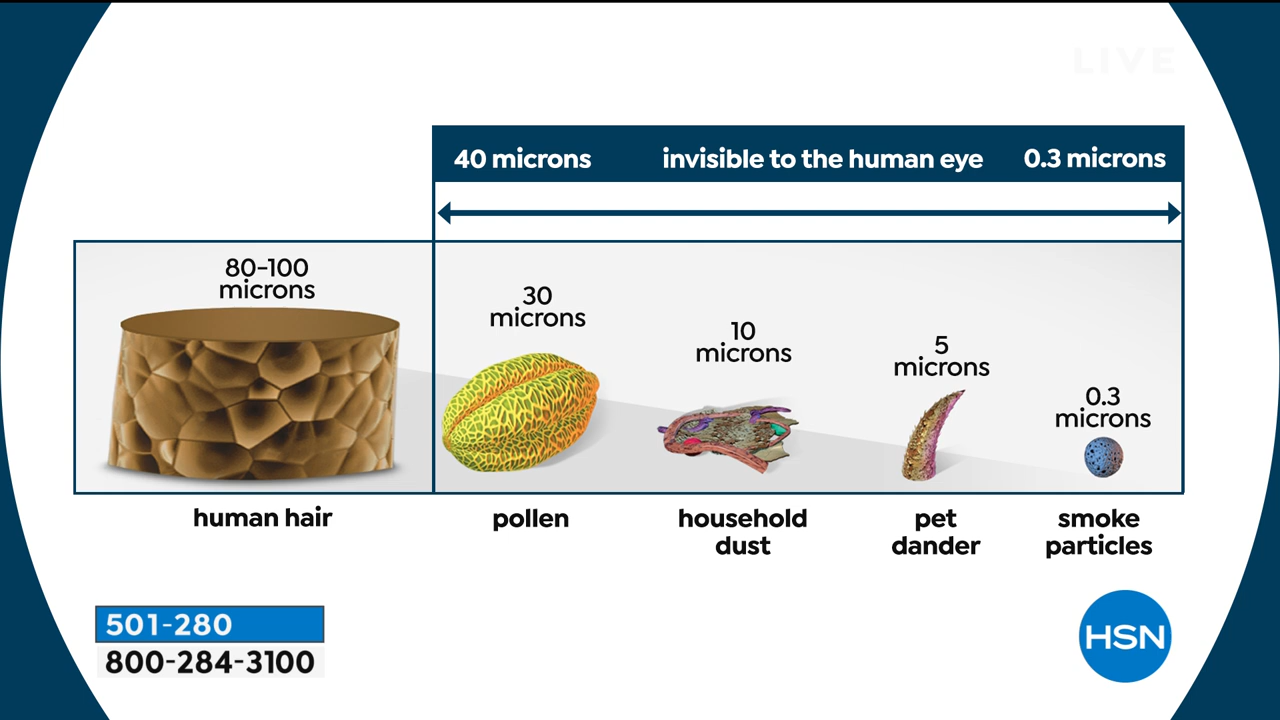 LIVE
40 microns invisible to the human eye 0.3 microns
80-100
microns
30
microns
10
microns
5
microns
0.3
microns
human hair
pollen
household
dust
pet
dander
smoke
particles
501-280
800-284-3100
HSN